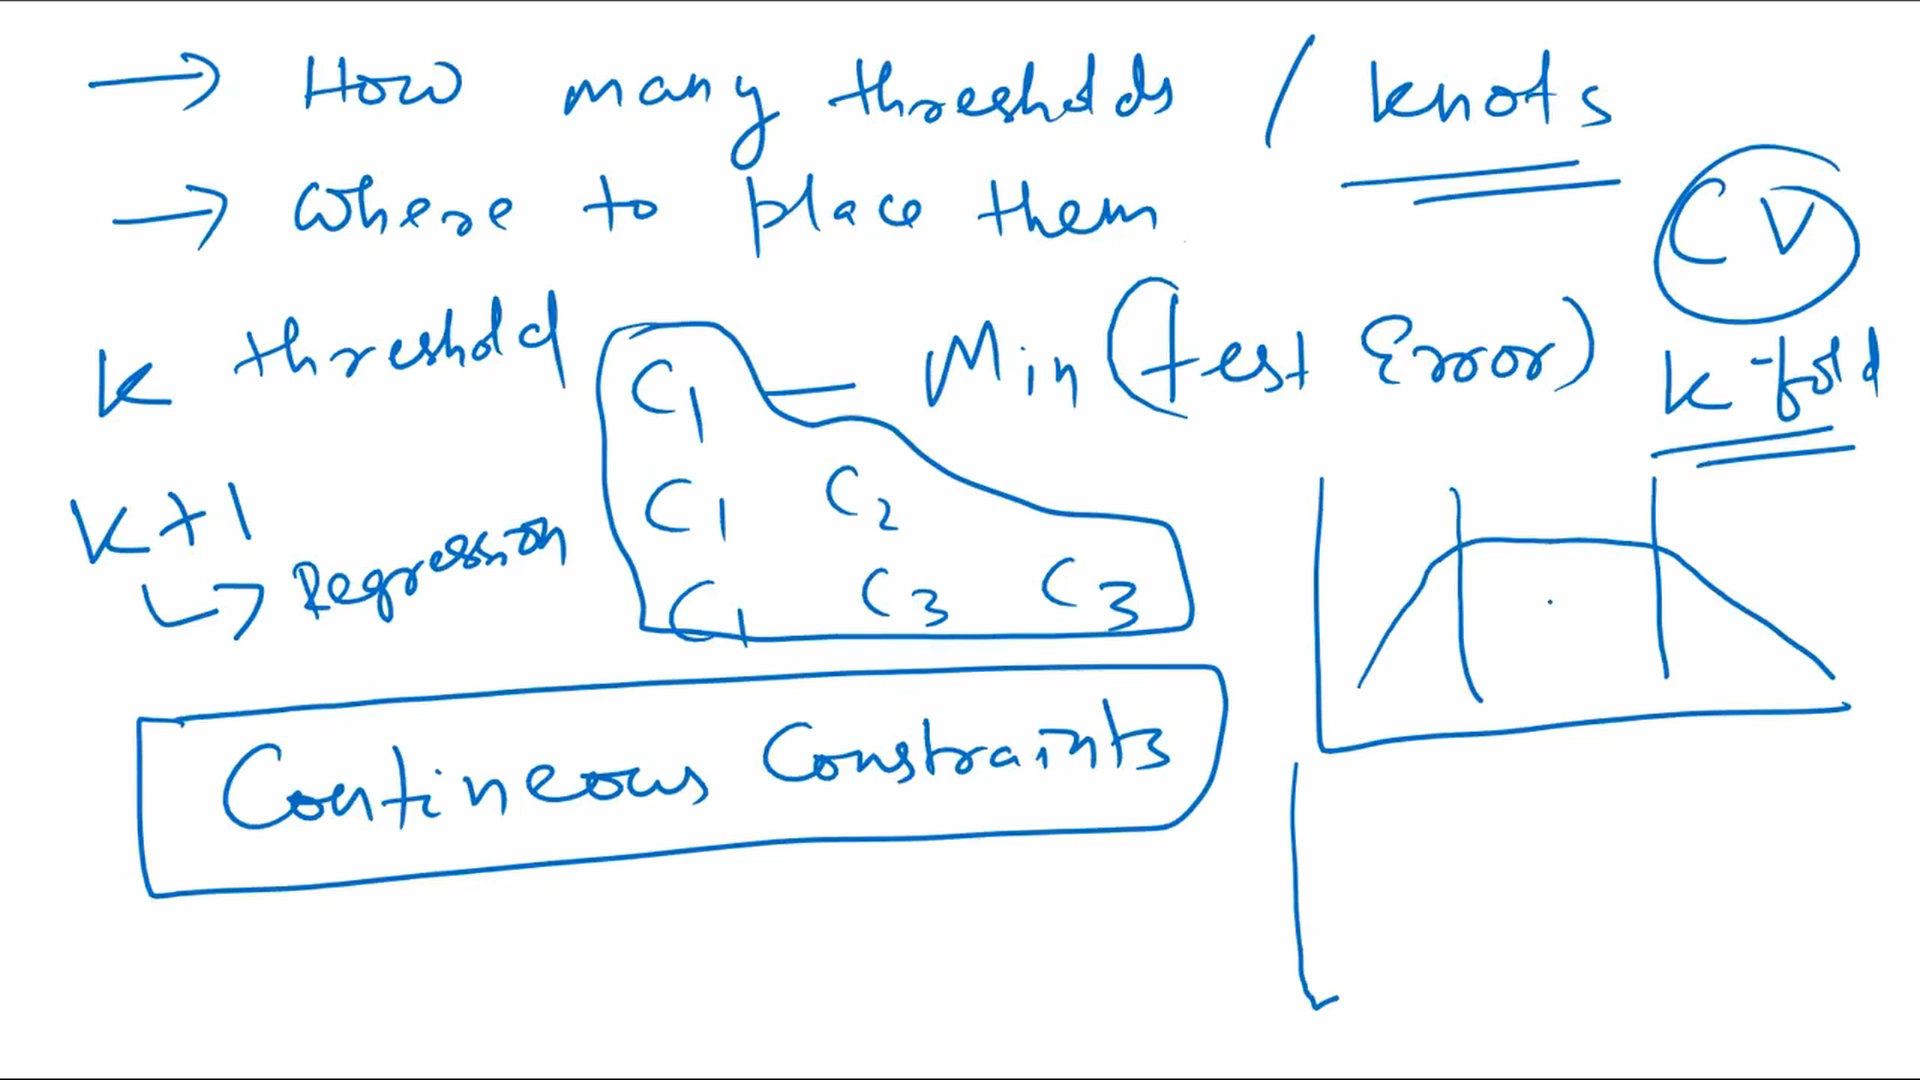 → How many thresholds / knots
→ Where to place them
CV
K threshold
C1 — Min (test Error)
K-fold
K+1
↳ Regression
C1 C2
C1 C3 C3
Contineous Constraints